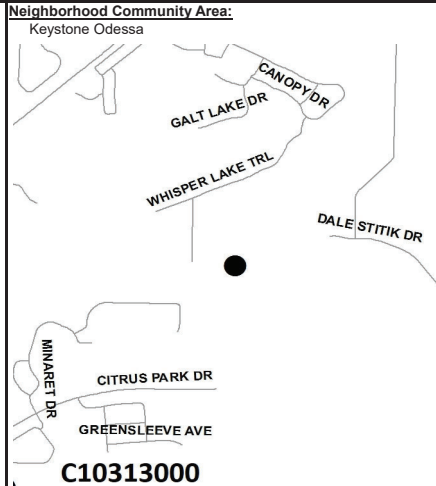 Neighborhood Community Area:
Keystone Odessa
CANOPY DR
GALT LAKE DR
WHISPER LAKE TRL
DALE STITIK DR
MINARET DR
CITRUS PARK DR
GREENSLEEVE AVE
C10313000